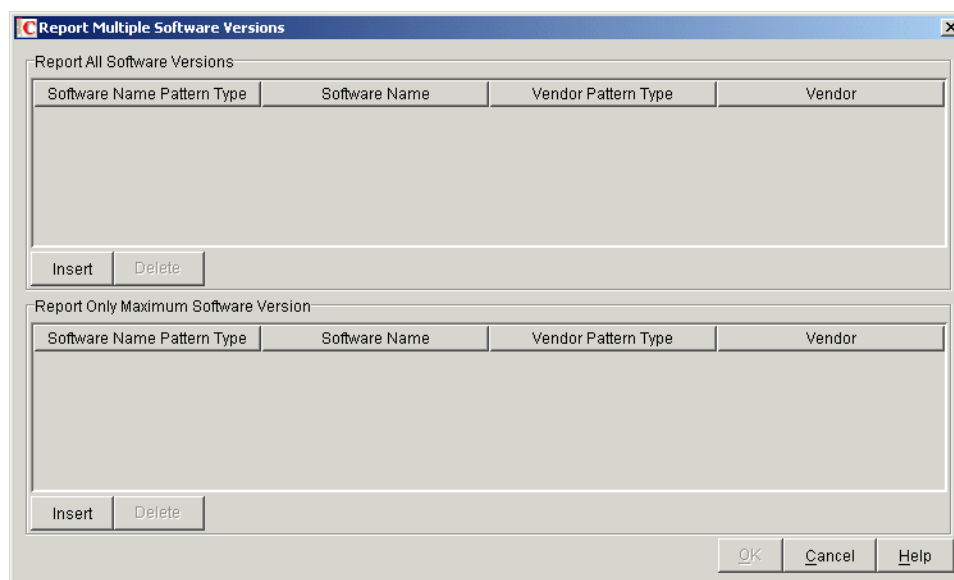 Report Multiple Software Versions
Report All Software Versions
Software Name Pattern Type Software Name Vendor Pattern Type Vendor
Insert Delete
Report Only Maximum Software Version
Software Name Pattern Type Software Name Vendor Pattern Type Vendor
Insert Delete
OK Cancel Help